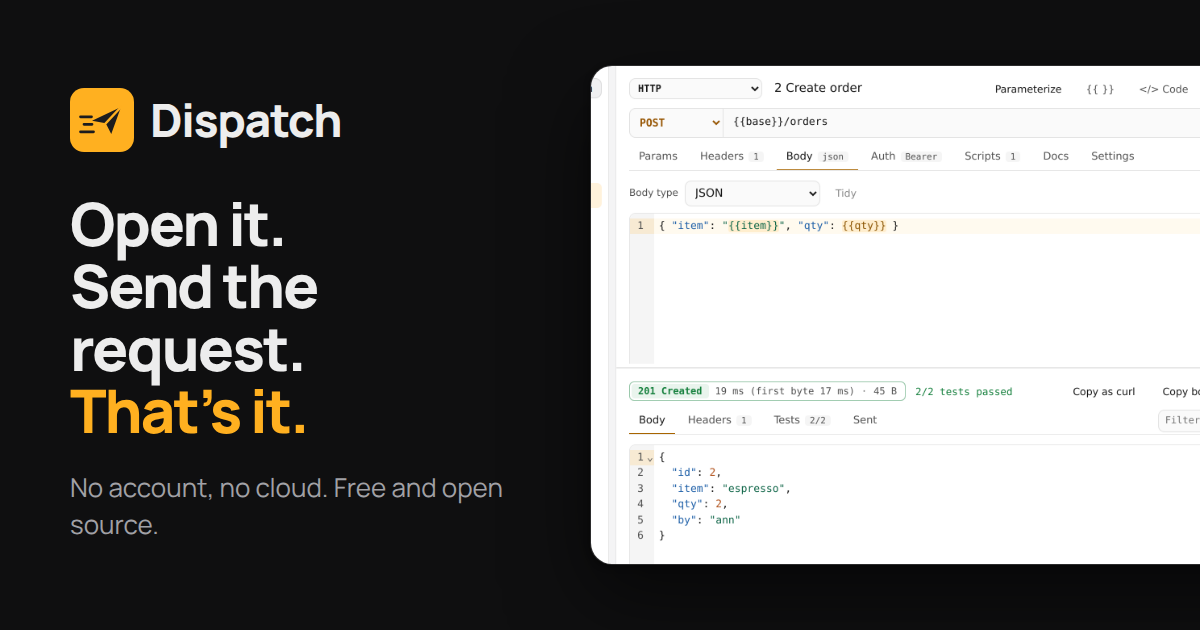 Dispatch
Open it.
Send the
request.
That's it.
No account, no cloud. Free and open
source.
HTTP 2 Create order Parameterize {{ }} </> Code
POST {{base}}/orders
Params Headers 1 Body json Auth Bearer Scripts 1 Docs Settings
Body type JSON Tidy
1 { "item": "{{item}}", "qty": {{qty}} }
201 Created 19 ms (first byte 17 ms) · 45 B 2/2 tests passed Copy as curl Copy
Body Headers 1 Tests 2/2 Sent Filter
1 {
2 "id": 2,
3 "item": "espresso",
4 "qty": 2,
5 "by": "ann"
6 }